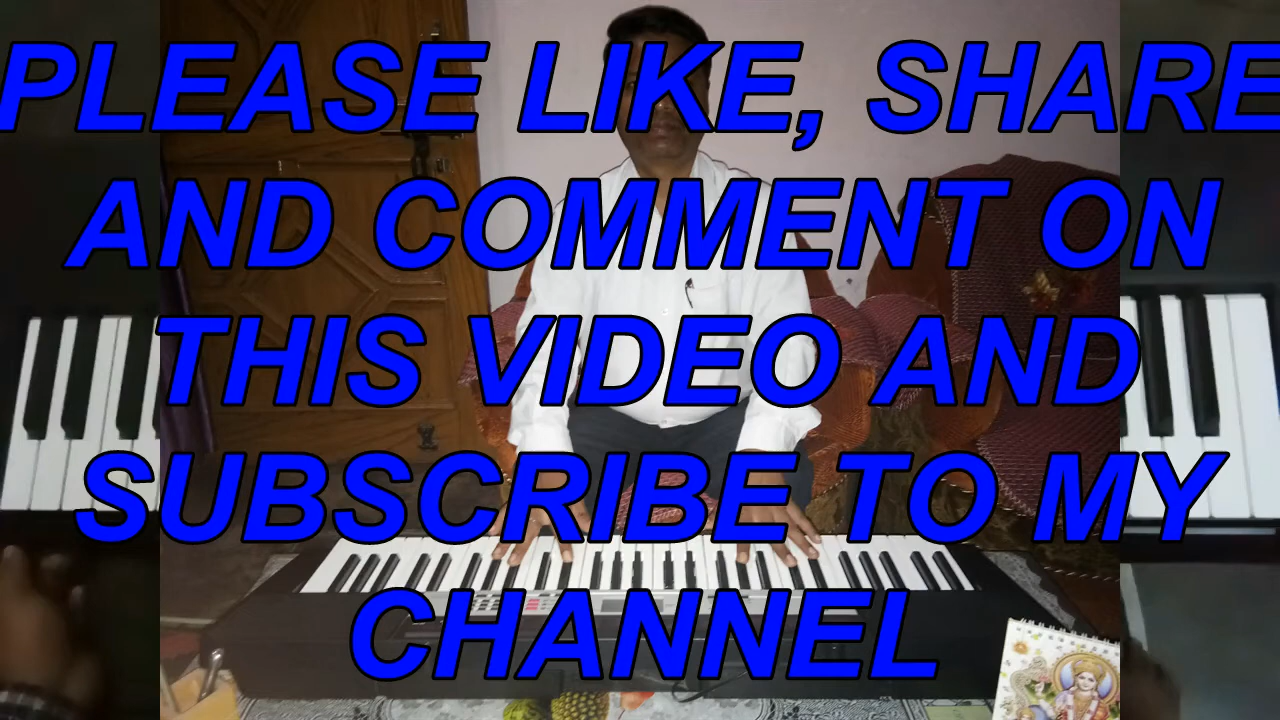 PLEASE LIKE, SHARE
AND COMMENT ON
THIS VIDEO AND
SUBSCRIBE TO MY
CHANNEL